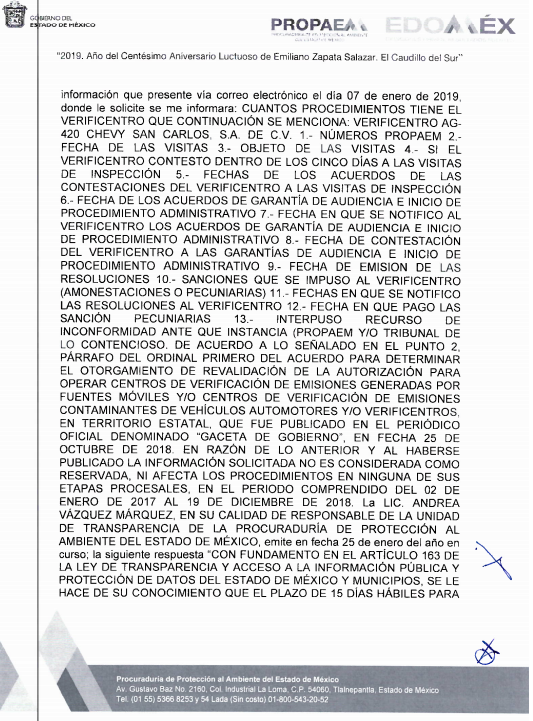 GOBIERNO DEL
ESTADO DE MÉXICO
PROPAEM
EDOMÉX
"2019. Año del Centésimo Aniversario Luctuoso de Emiliano Zapata Salazar. El Caudillo del Sur"
información que presente vía correo electrónico el día 07 de enero de 2019,
donde le solicite se me informara: CUANTOS PROCEDIMIENTOS TIENE EL
VERIFICENTRO QUE CONTINUACIÓN SE MENCIONA: VERIFICENTRO AG-
420 CHEVY SAN CARLOS, S.A. DE C.V. 1.- NÚMEROS PROPAEM 2.-
FECHA DE LAS VISITAS 3.- OBJETO DE LAS VISITAS 4.- SI EL
VERIFICENTRO CONTESTO DENTRO DE LOS CINCO DÍAS A LAS VISITAS
DE INSPECCIÓN 5.- FECHAS DE LOS ACUERDOS DE LAS
CONTESTACIONES DEL VERIFICENTRO A LAS VISITAS DE INSPECCIÓN
6.- FECHA DE LOS ACUERDOS DE GARANTÍA DE AUDIENCIA E INICIO DE
PROCEDIMIENTO ADMINISTRATIVO 7.- FECHA EN QUE SE NOTIFICO AL
VERIFICENTRO LOS ACUERDOS DE GARANTÍA DE AUDIENCIA E INICIO
DE PROCEDIMIENTO ADMINISTRATIVO 8.- FECHA DE CONTESTACIÓN
DEL VERIFICENTRO A LAS GARANTÍAS DE AUDIENCIA E INICIO DE
PROCEDIMIENTO ADMINISTRATIVO 9.- FECHA DE EMISION DE LAS
RESOLUCIONES 10.- SANCIONES QUE SE IMPUSO AL VERIFICENTRO
(AMONESTACIONES O PECUNIARIAS) 11.- FECHAS EN QUE SE NOTIFICO
LAS RESOLUCIONES AL VERIFICENTRO 12.- FECHA EN QUE PAGO LAS
SANCIÓN PECUNIARIAS 13.- INTERPUSO RECURSO DE
INCONFORMIDAD ANTE QUE INSTANCIA (PROPAEM Y/O TRIBUNAL DE
LO CONTENCIOSO. DE ACUERDO A LO SEÑALADO EN EL PUNTO 2,
PÁRRAFO DEL ORDINAL PRIMERO DEL ACUERDO PARA DETERMINAR
EL OTORGAMIENTO DE REVALIDACIÓN DE LA AUTORIZACIÓN PARA
OPERAR CENTROS DE VERIFICACIÓN DE EMISIONES GENERADAS POR
FUENTES MÓVILES Y/O CENTROS DE VERIFICACIÓN DE EMISIONES
CONTAMINANTES DE VEHÍCULOS AUTOMOTORES Y/O VERIFICENTROS,
EN TERRITORIO ESTATAL, QUE FUE PUBLICADO EN EL PERIÓDICO
OFICIAL DENOMINADO "GACETA DE GOBIERNO", EN FECHA 25 DE
OCTUBRE DE 2018. EN RAZÓN DE LO ANTERIOR Y AL HABERSE
PUBLICADO LA INFORMACIÓN SOLICITADA NO ES CONSIDERADA COMO
RESERVADA, NI AFECTA LOS PROCEDIMIENTOS EN NINGUNA DE SUS
ETAPAS PROCESALES, EN EL PERIODO COMPRENDIDO DEL 02 DE
ENERO DE 2017 AL 19 DE DICIEMBRE DE 2018. La LIC. ANDREA
VÁZQUEZ MÁRQUEZ, EN SU CALIDAD DE RESPONSABLE DE LA UNIDAD
DE TRANSPARENCIA DE LA PROCURADURÍA DE PROTECCIÓN AL
AMBIENTE DEL ESTADO DE MÉXICO, emite en fecha 25 de enero del año en
curso; la siguiente respuesta "CON FUNDAMENTO EN EL ARTÍCULO 163 DE
LA LEY DE TRANSPARENCIA Y ACCESO A LA INFORMACIÓN PÚBLICA Y
PROTECCIÓN DE DATOS DEL ESTADO DE MÉXICO Y MUNICIPIOS, SE LE
HACE DE SU CONOCIMIENTO QUE EL PLAZO DE 15 DÍAS HÁBILES PARA
Procuraduría de Protección al Ambiente del Estado de México
Av. Gustavo Baz No. 2160, Col. Industrial La Loma, C.P. 54060, Tlalnepantla, Estado de México
Tel. (01 55) 5366 8253 y 54 Lada (Sin costo) 01-800-543-20-52